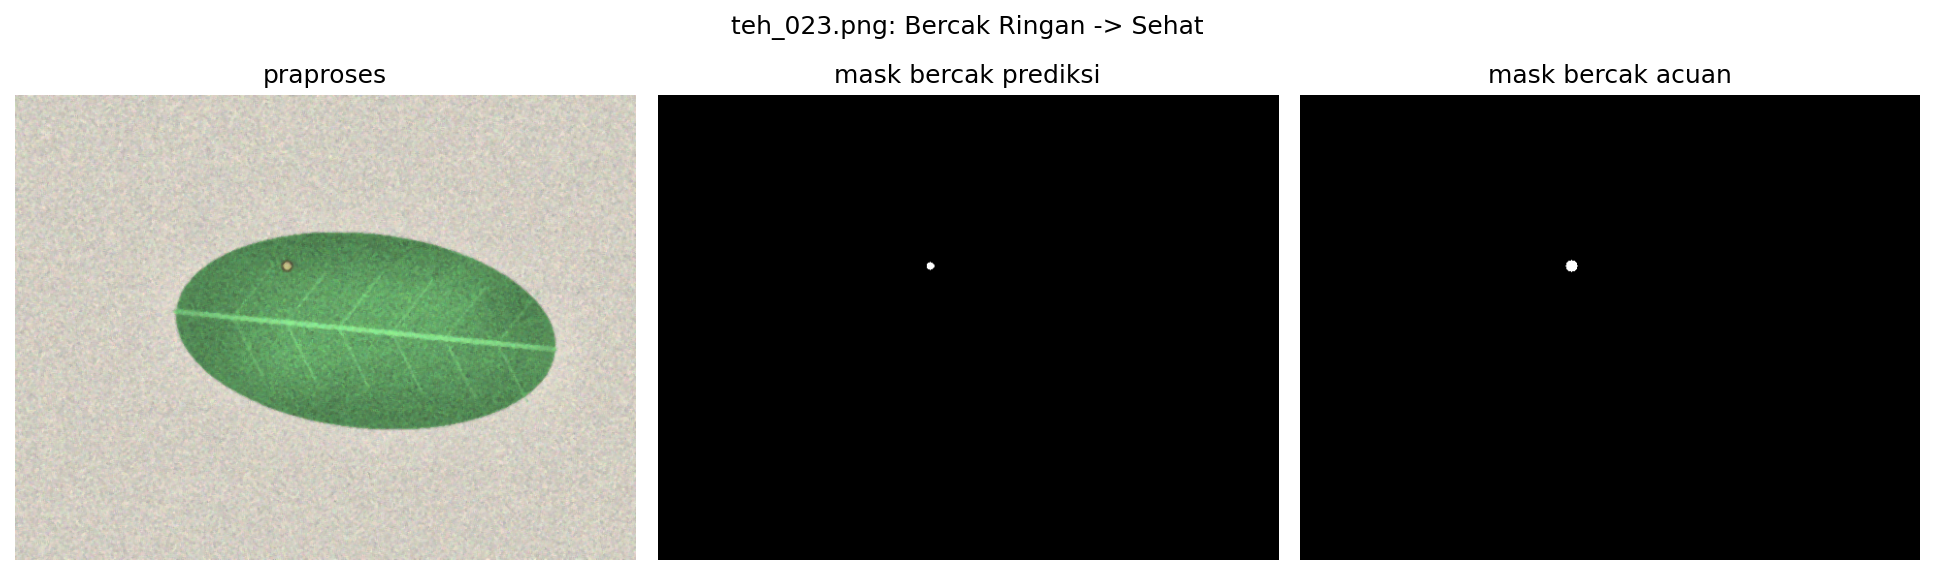 teh_023.png: Bercak Ringan -> Sehat
praproses
mask bercak prediksi
mask bercak acuan